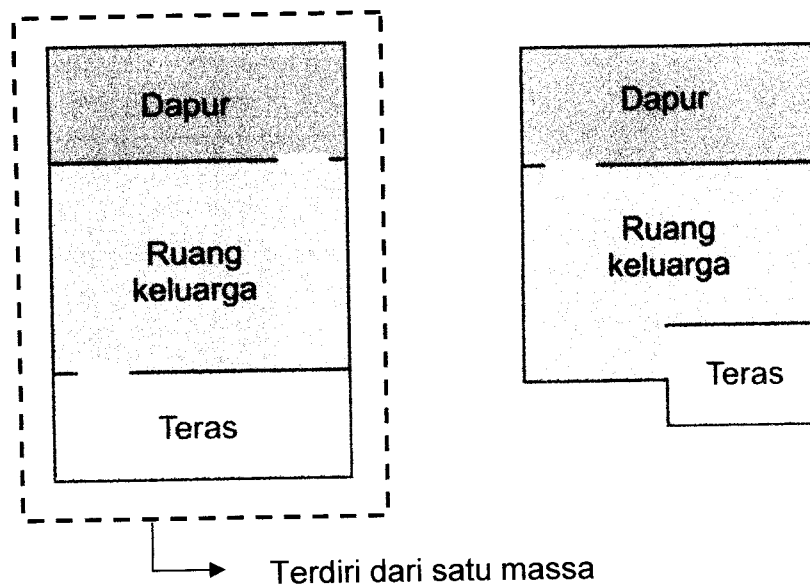 Dapur
Ruang
keluarga
Teras
Dapur
Ruang
keluarga
Teras
Terdiri dari satu massa